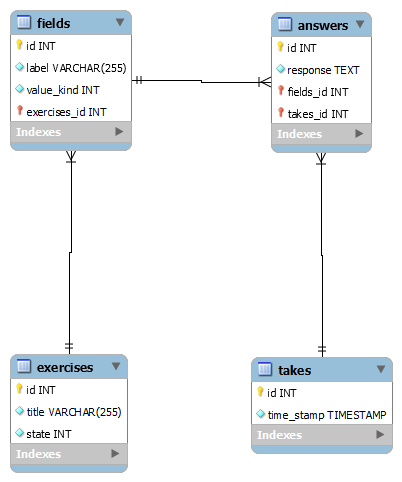 fields
id INT
label VARCHAR(255)
value_kind INT
exercises_id INT
Indexes
answers
id INT
response TEXT
fields_id INT
takes_id INT
Indexes
exercises
id INT
title VARCHAR(255)
state INT
Indexes
takes
id INT
time_stamp TIMESTAMP
Indexes